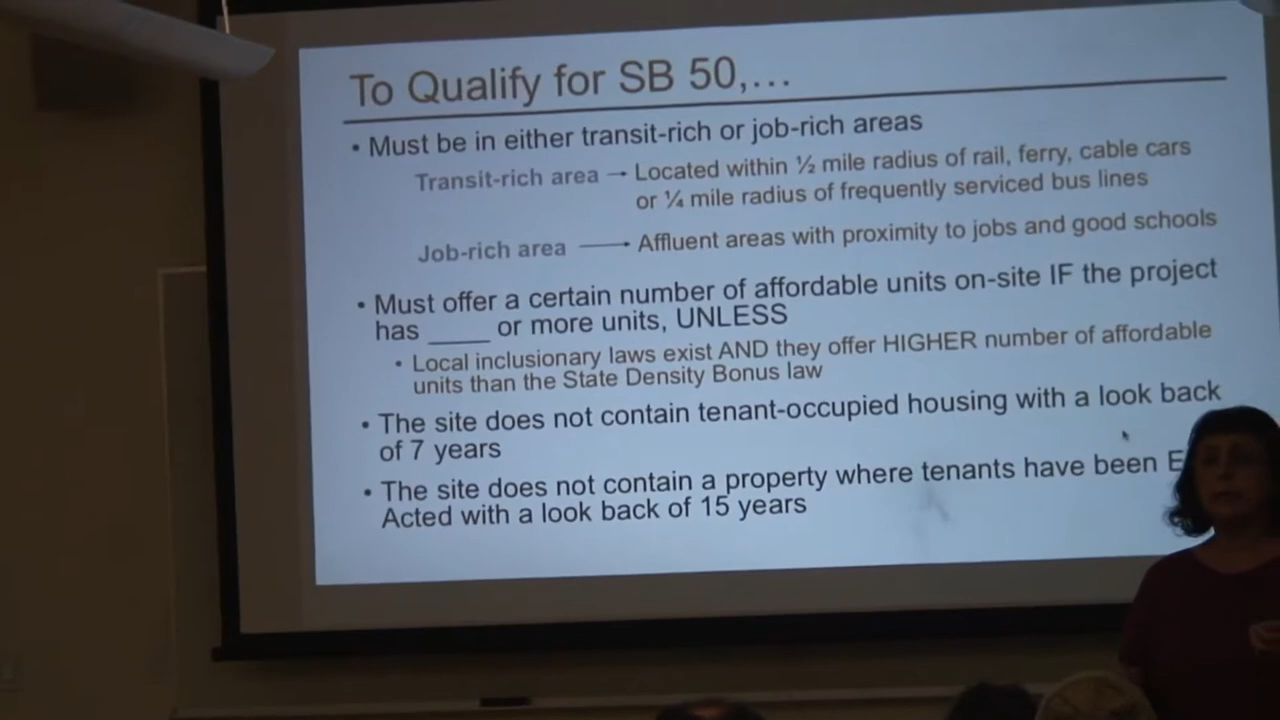 To Qualify for SB 50,...
• Must be in either transit-rich or job-rich areas
Transit-rich area → Located within ½ mile radius of rail, ferry, cable cars
or ¼ mile radius of frequently serviced bus lines
Job-rich area → Affluent areas with proximity to jobs and good schools
• Must offer a certain number of affordable units on-site IF the project
has ____ or more units, UNLESS
• Local inclusionary laws exist AND they offer HIGHER number of affordable
units than the State Density Bonus law
• The site does not contain tenant-occupied housing with a look back
of 7 years
• The site does not contain a property where tenants have been E
Acted with a look back of 15 years